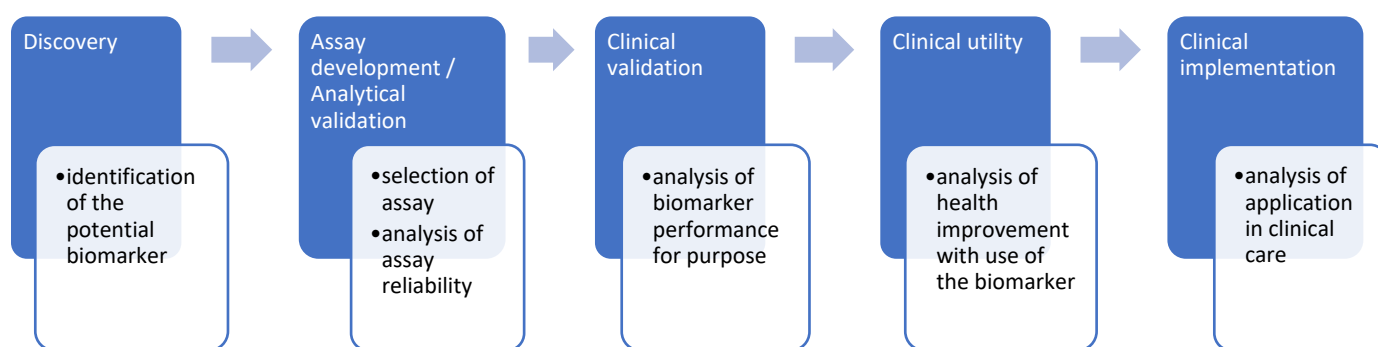 Discovery
•identification
of the
potential
biomarker
Assay
development /
Analytical
validation
•selection of
assay
•analysis of
assay
reliability
Clinical
validation
•analysis of
biomarker
performance
for purpose
Clinical utility
•analysis of
health
improvement
with use of
the biomarker
Clinical
implementation
•analysis of
application
in clinical
care